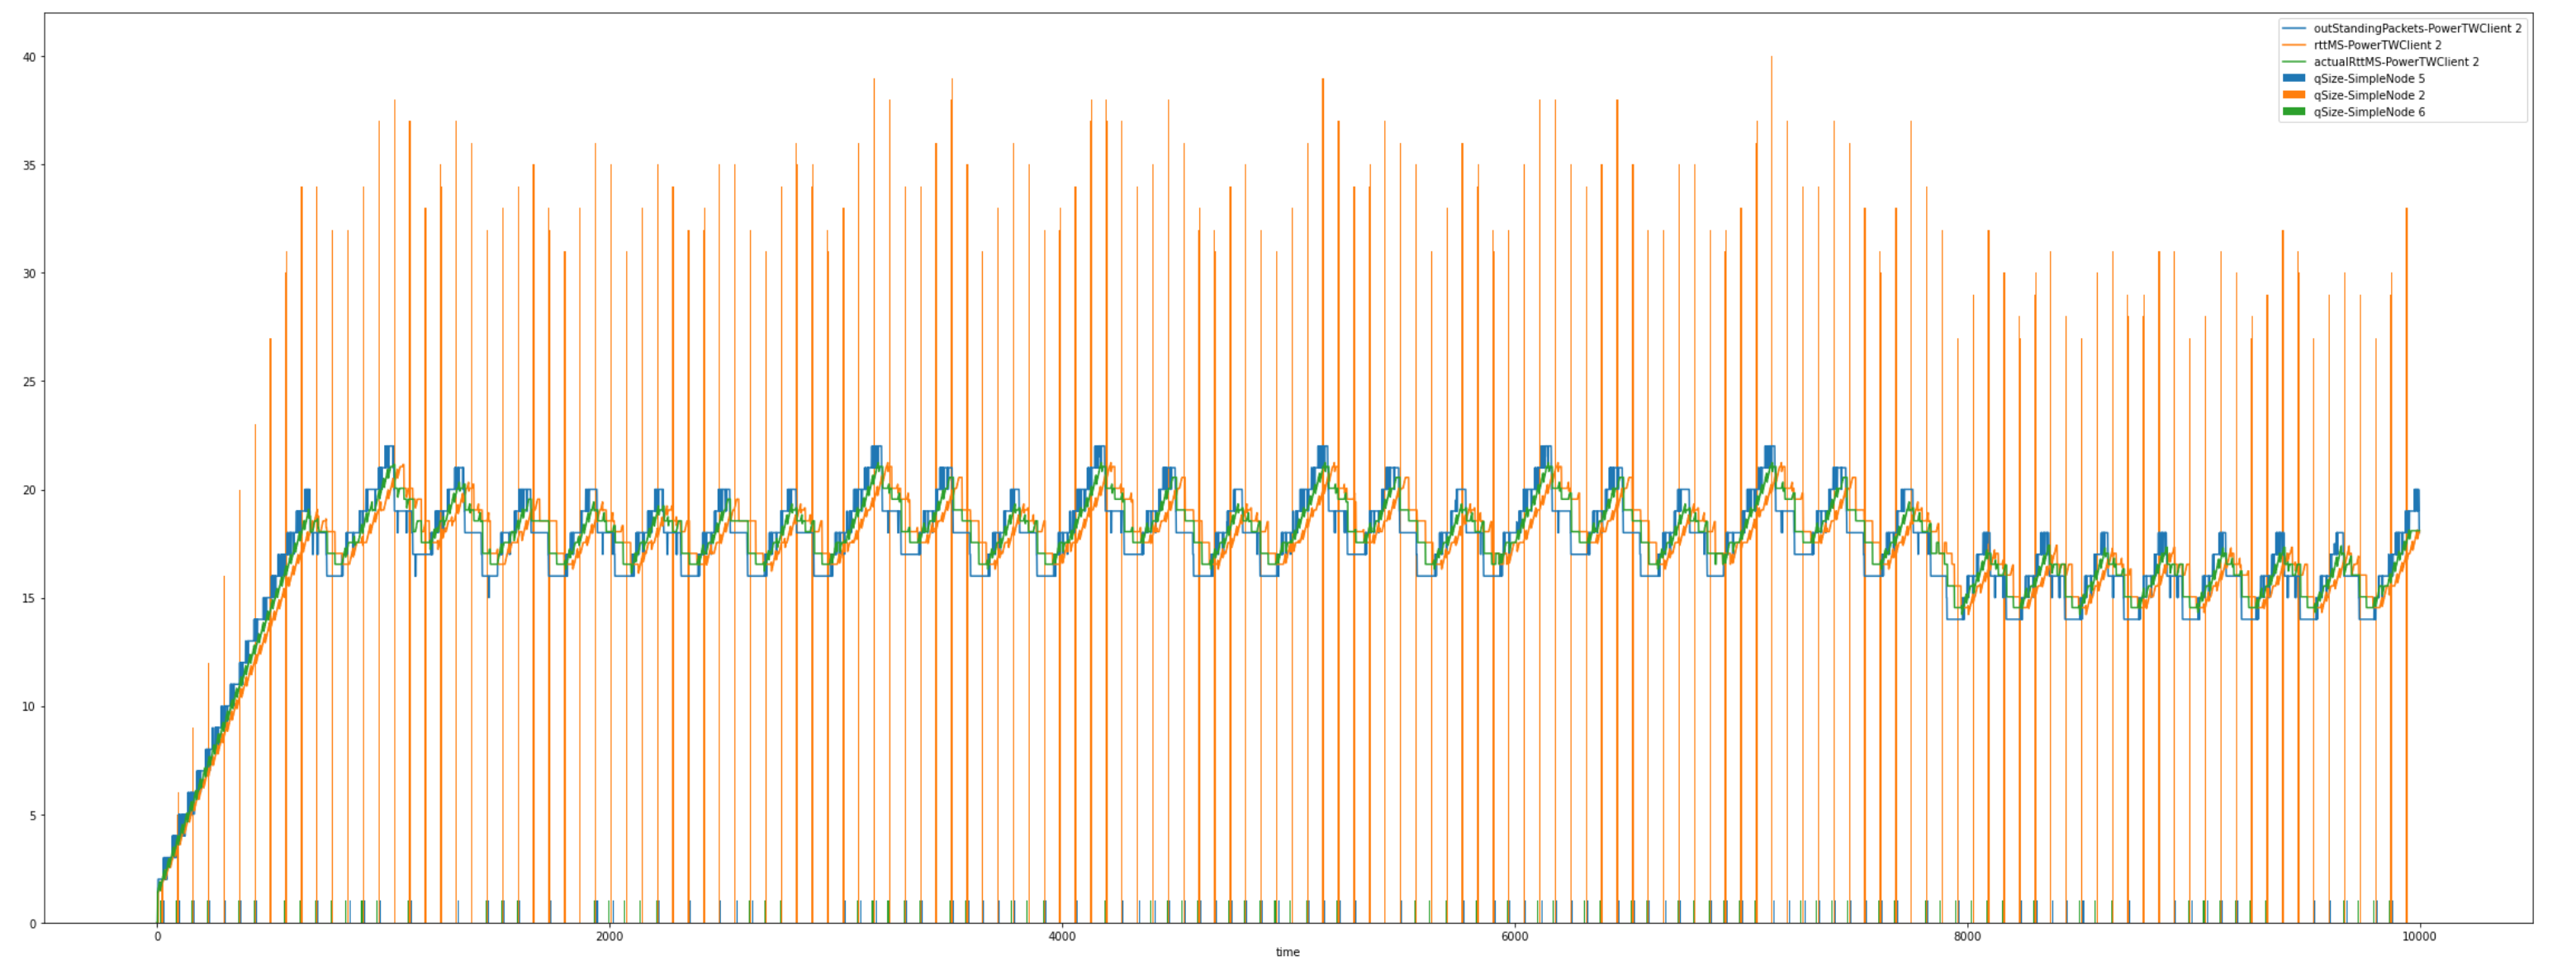 outStandingPackets-PowerTWClient 2
rttMS-PowerTWClient 2
actualRttMS-PowerTWClient 2
qSize-SimpleNode 5
qSize-SimpleNode 2
qSize-SimpleNode 6
40
35
30
25
20
15
10
5
0
0 2000 4000 6000 8000 10000
time